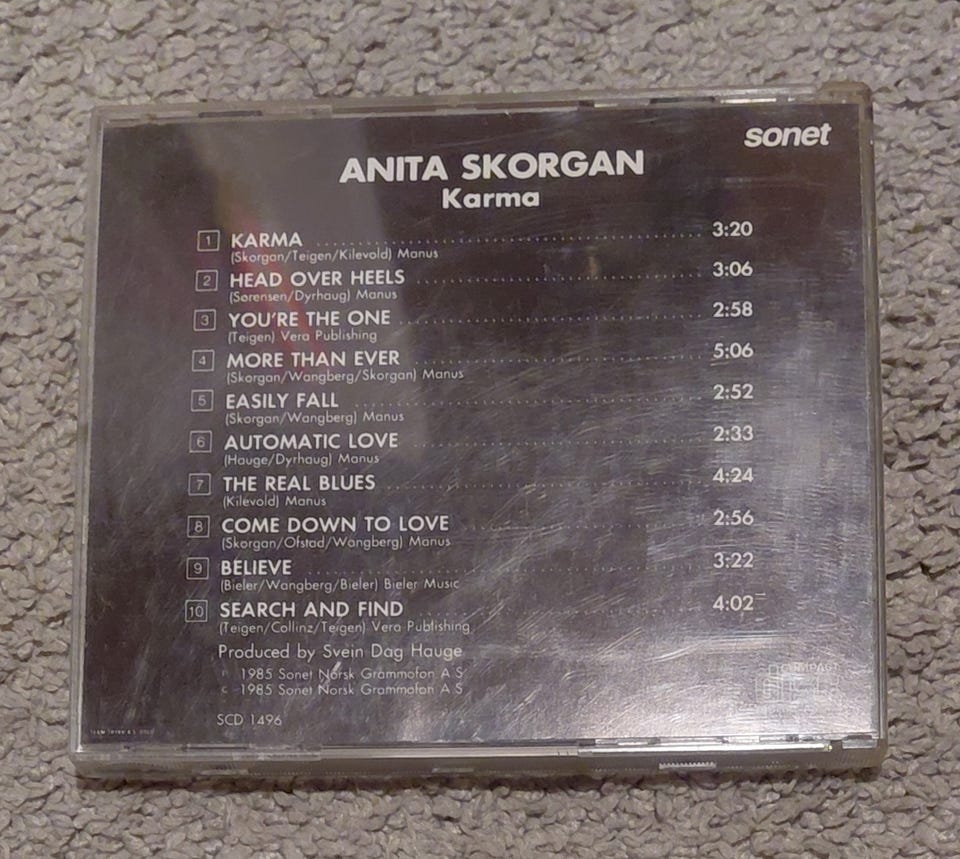 sonet
ANITA SKORGAN
Karma
1 KARMA 3:20
(Skorgan/Teigen/Kilevold) Manus
2 HEAD OVER HEELS 3:06
(Sørensen/Dyrhaug) Manus
3 YOU'RE THE ONE 2:58
(Teigen) Vera Publishing
4 MORE THAN EVER 5:06
(Skorgan/Wangberg/Skorgan) Manus
5 EASILY FALL 2:52
(Skorgan/Wangberg) Manus
6 AUTOMATIC LOVE 2:33
(Hauge/Dyrhaug) Manus
7 THE REAL BLUES 4:24
(Kilevold) Manus
8 COME DOWN TO LOVE 2:56
(Skorgan/Ofstad/Wangberg) Manus
9 BELIEVE 3:22
(Bieler/Wangberg/Bieler) Bieler Music
10 SEARCH AND FIND 4:02
(Teigen/Collinz/Teigen) Vera Publishing
Produced by Svein Dag Hauge
℗ 1985 Sonet Norsk Grammofon A.S
© 1985 Sonet Norsk Grammofon A.S
COMPACT
SCD 1496